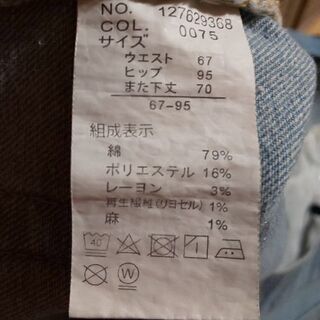 NO. 127629368
COL. 0075
サイズ
ウエスト 67
ヒップ 95
また下丈 70
67-95
組成表示
綿 79%
ポリエステル 16%
レーヨン 3%
再生繊維(リヨセル) 1%
麻 1%
40
W